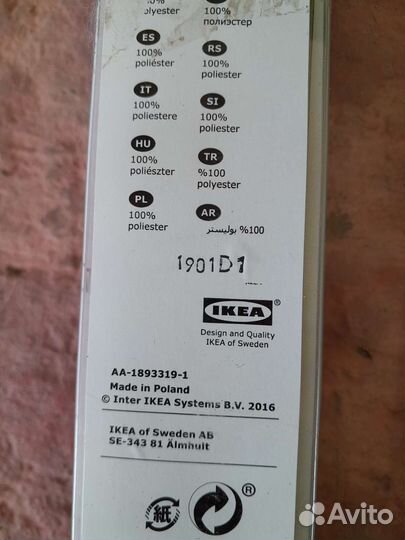 polyester
полиэстер
ES
100%
poliéster
RS
100%
poliester
IT
100%
poliestere
SI
100%
poliester
HU
100%
poliészter
TR
%100
polyester
PL
100%
poliester
AR
%100 بوليستر
1901D1
IKEA®
Design and Quality
IKEA of Sweden
AA-1893319-1
Made in Poland
© Inter IKEA Systems B.V. 2016
IKEA of Sweden AB
SE-343 81 Älmhult
紙
®
Avito